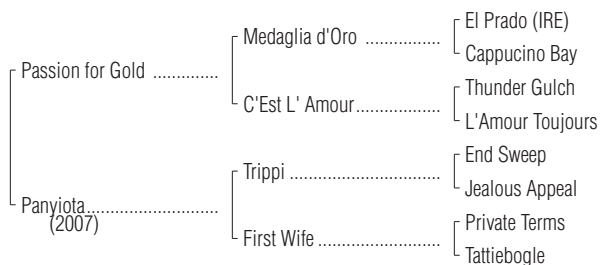 El Prado (IRE)
Medaglia d'Oro ................
Cappucino Bay
Passion for Gold ..............
Thunder Gulch
C'Est L' Amour..................
L'Amour Toujours
End Sweep
Trippi ................................
Jealous Appeal
Panyiota............................
(2007)
Private Terms
First Wife ..........................
Tattiebogle